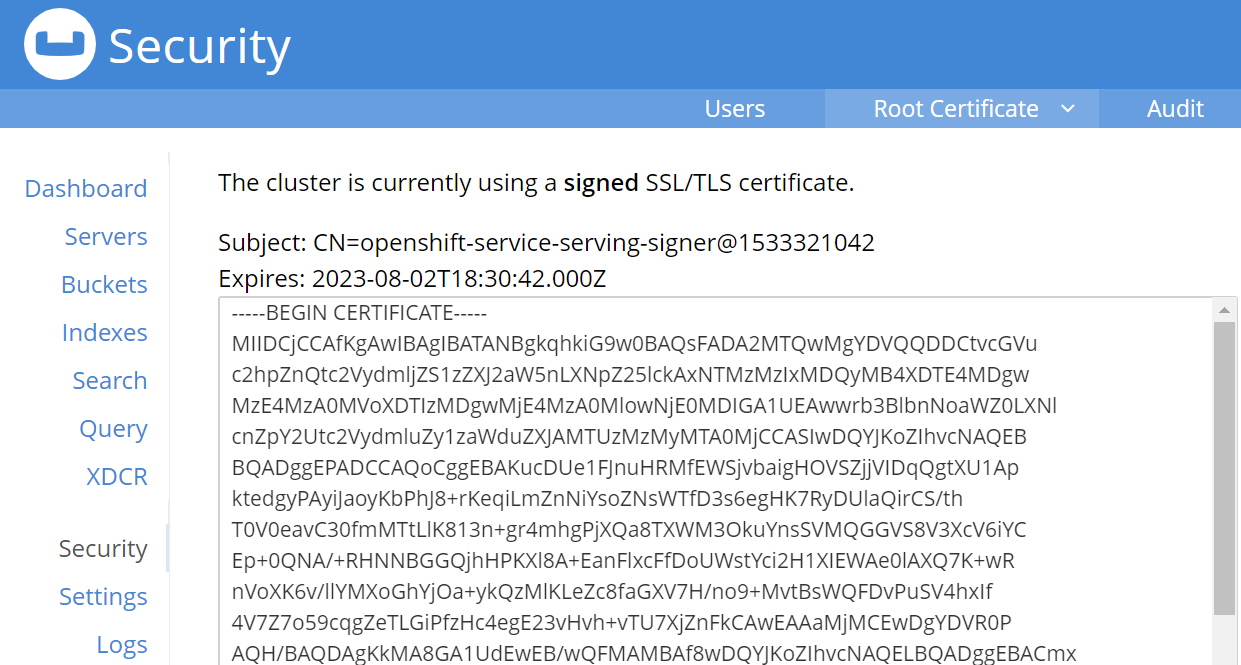 Security
Users
Root Certificate
Audit
Dashboard
Servers
Buckets
Indexes
Search
Query
XDCR
Security
Settings
Logs
The cluster is currently using a signed SSL/TLS certificate.
Subject: CN=openshift-service-serving-signer@1533321042
Expires: 2023-08-02T18:30:42.000Z
-----BEGIN CERTIFICATE-----
MIIDCjCCAfKgAwIBAgIBATANBgkqhkiG9w0BAQsFADA2MTQwMgYDVQQDDCtvcGVu
c2hpZnQtc2VydmljZS1zZXJ2aW5nLXNpZ25lckAxNTMzMzIxMDQyMB4XDTE4MDgw
MzE4MzA0MVoXDTIzMDgwMjE4MzA0MlowNjE0MDIGA1UEAwwrb3BlbnNoaWZ0LXNl
cnZpY2Utc2VydmluZy1zaWduZXJAMTUzMzMyMTA0MjCCASIwDQYJKoZIhvcNAQEB
BQADggEPADCCAQoCggEBAKucDUe1FJnuHRMfEWSjvbaigHOVSZjjVIDqQgtXU1Ap
ktedgyPAyiJaoyKbPhJ8+rKeqiLmZnNiYsoZNsWTfD3s6egHK7RyDUlaQirCS/th
T0V0eavC30fmMTtLlK813n+gr4mhgPjXQa8TXWM3OkuYnsSVMQGGVS8V3XcV6iYC
Ep+0QNA/+RHNNBGGQjhHPKXl8A+EanFlxcFfDoUWstYci2H1XIEWAe0lAXQ7K+wR
nVoXK6v/llYMXoGhYjOa+ykQzMlKLeZc8faGXV7H/no9+MvtBsWQFDvPuSV4hxIf
4V7Z7o59cqgZeTLGiPfzHc4egE23vHvh+vTU7XjZnFkCAwEAAaMjMCEwDgYDVR0P
AQH/BAQDAgKkMA8GA1UdEwEB/wQFMAMBAf8wDQYJKoZIhvcNAQELBQADggEBACmx